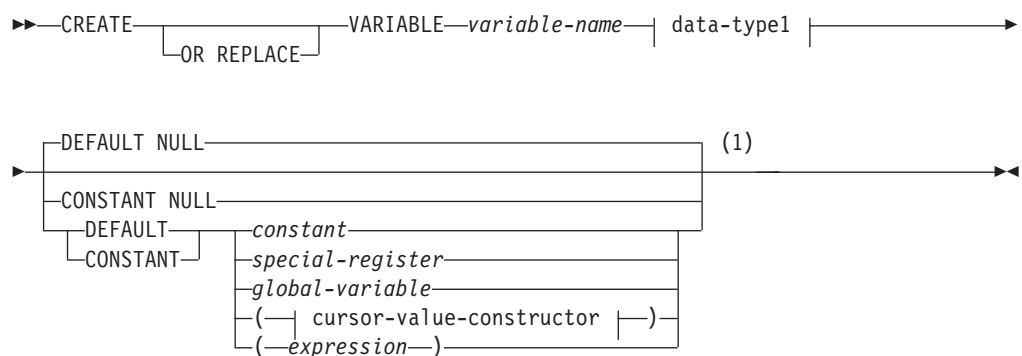 CREATE OR REPLACE VARIABLE variable-name data-type1
DEFAULT NULL (1)
CONSTANT NULL
DEFAULT constant
CONSTANT special-register
global-variable
( cursor-value-constructor )
( expression )